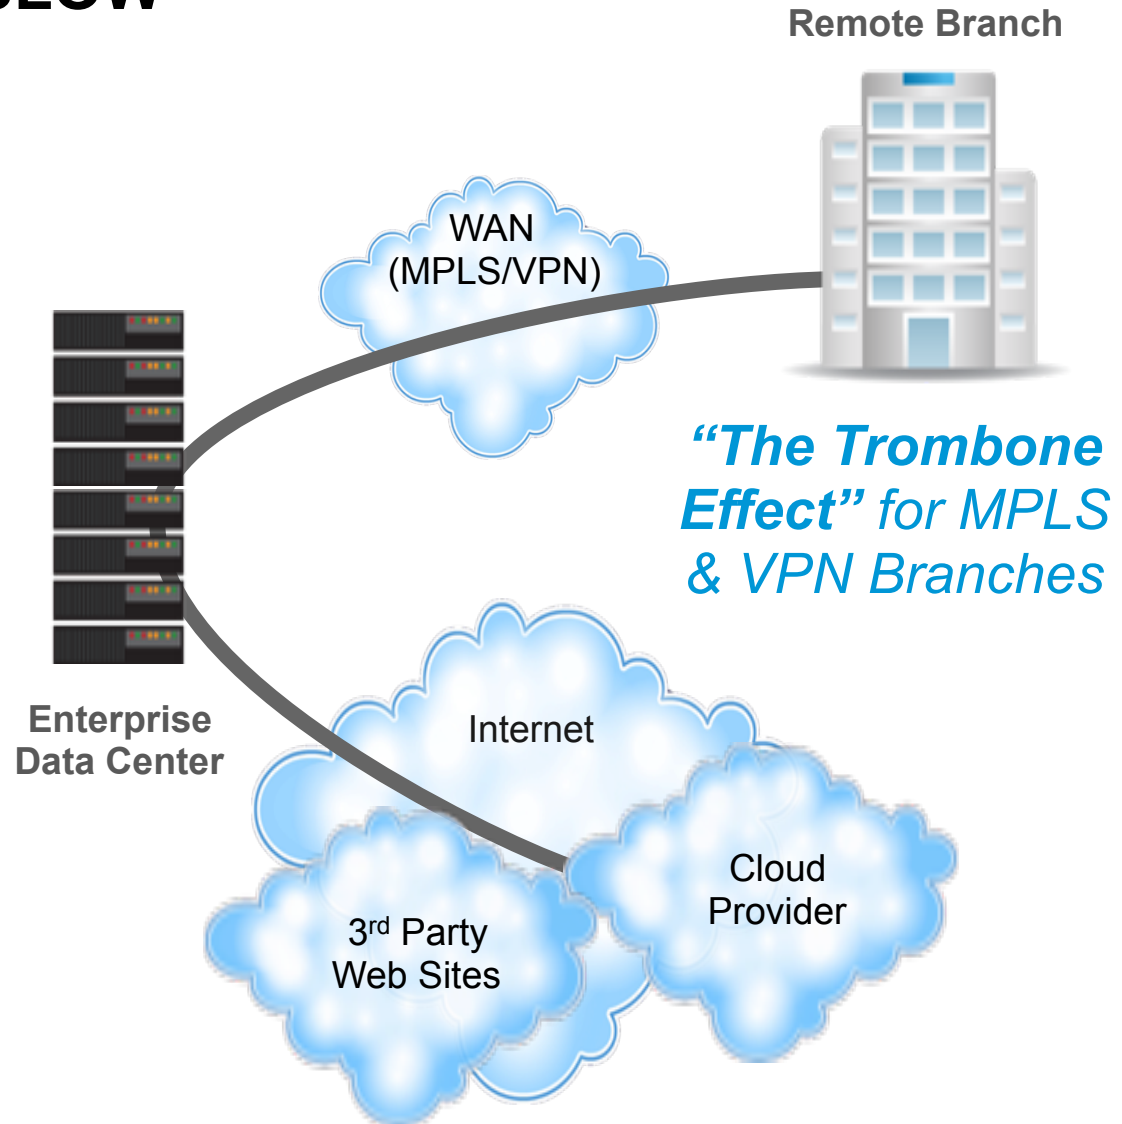 Remote Branch
WAN
(MPLS/VPN)
“The Trombone
Effect” for MPLS
& VPN Branches
Enterprise
Data Center
Internet
Cloud
Provider
3rd Party
Web Sites